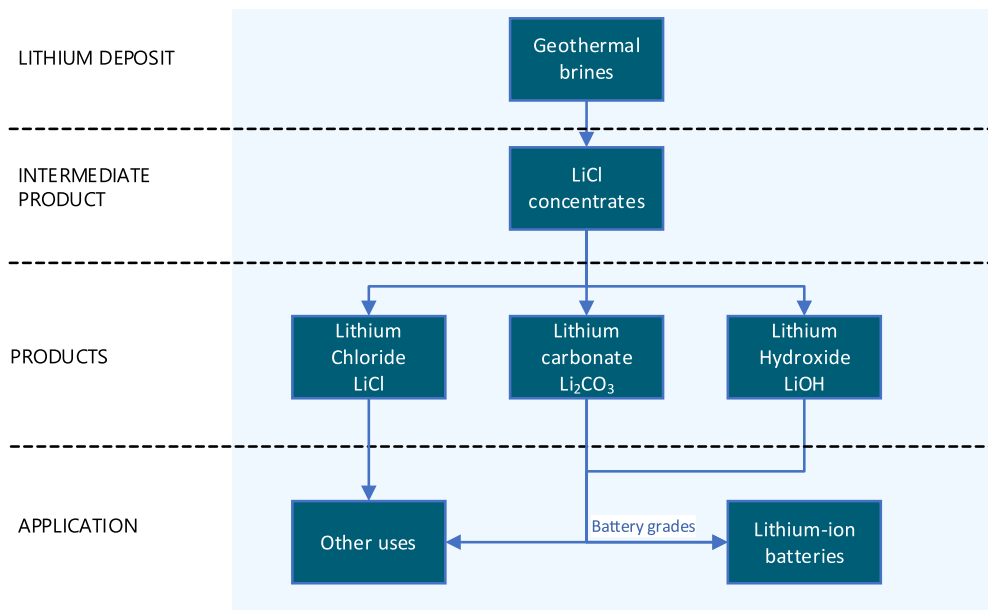 LITHIUM DEPOSIT
Geothermal
brines
INTERMEDIATE
PRODUCT
LiCl
concentrates
PRODUCTS
Lithium
Chloride
LiCl
Lithium
carbonate
Li₂CO₃
Lithium
Hydroxide
LiOH
APPLICATION
Other uses
Battery grades
Lithium-ion
batteries